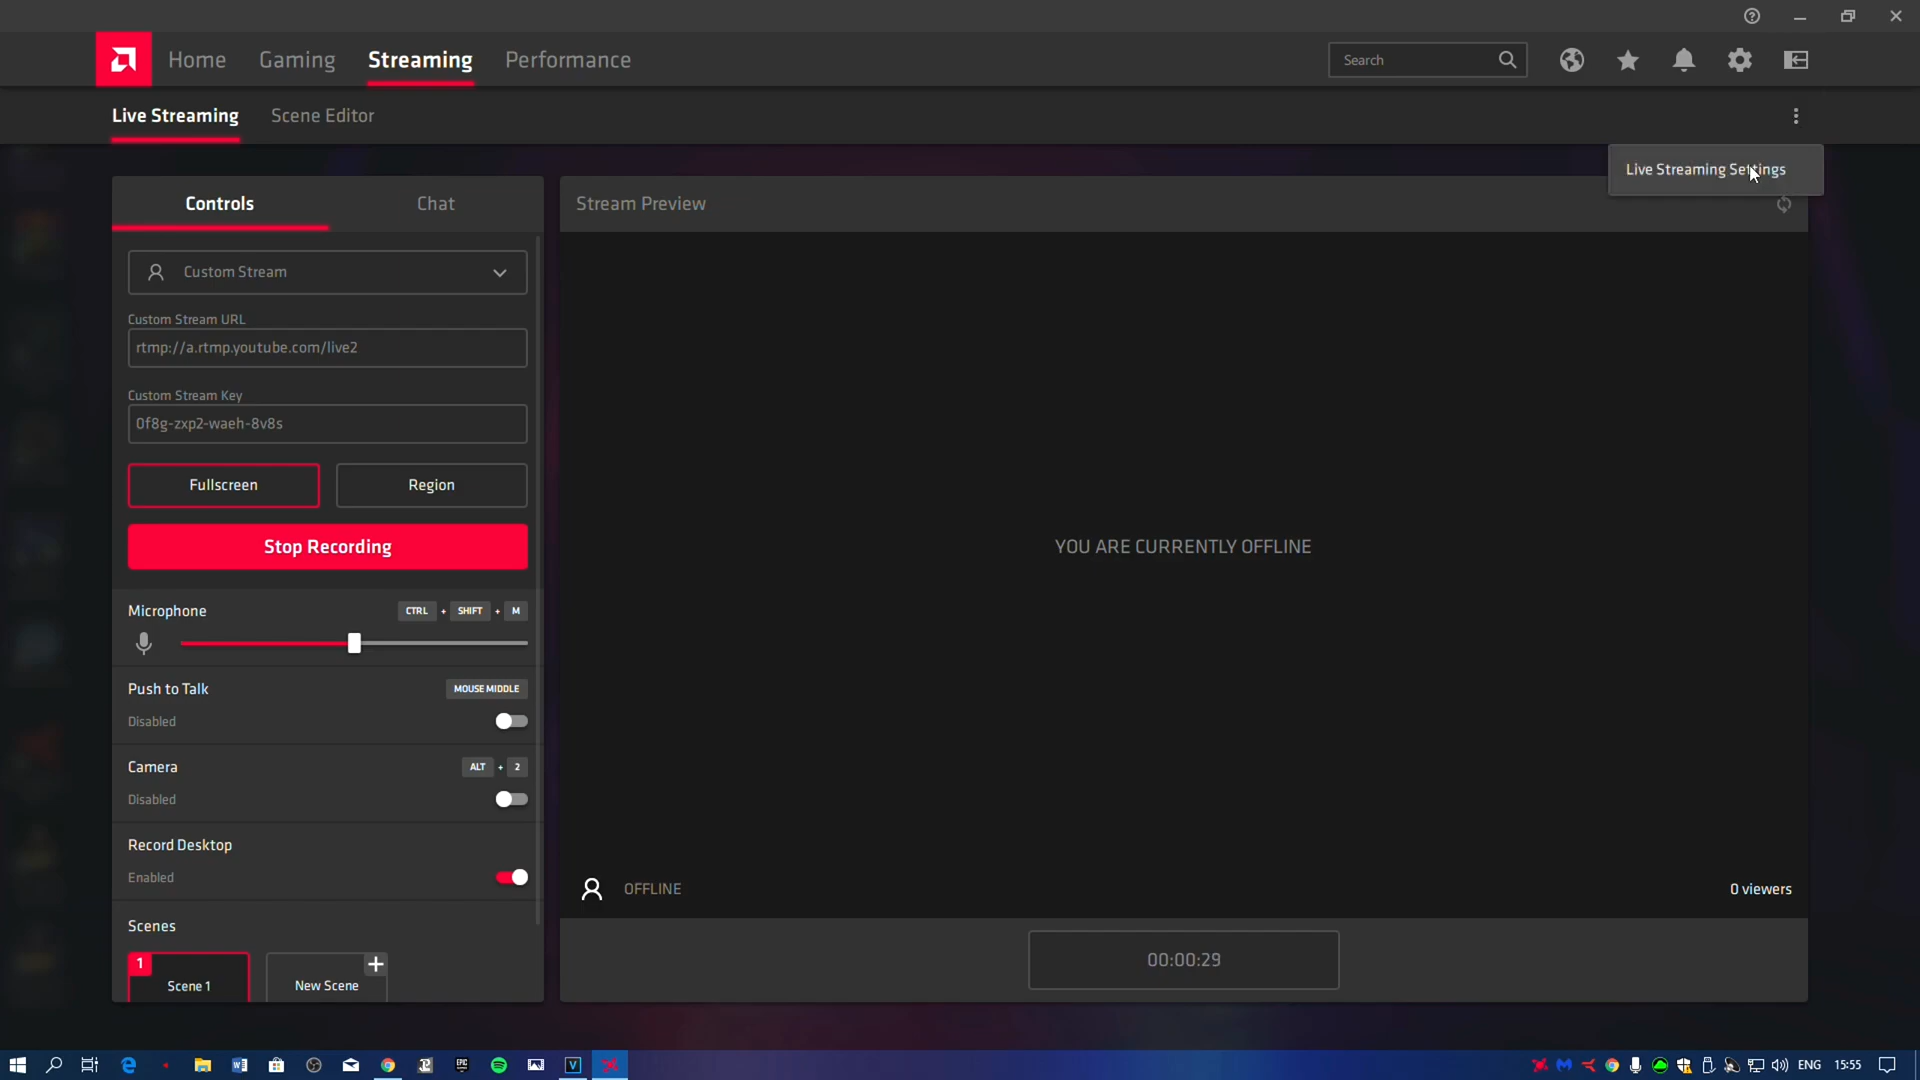 Home Gaming Streaming Performance
Search
Live Streaming Scene Editor
Live Streaming Settings
Controls Chat
Custom Stream
Custom Stream URL
rtmp://a.rtmp.youtube.com/live2
Custom Stream Key
0f8g-zxp2-waeh-8v8s
Fullscreen Region
Stop Recording
Microphone CTRL + SHIFT + M
Push to Talk MOUSE MIDDLE
Disabled
Camera ALT + 2
Disabled
Record Desktop
Enabled
Scenes
1
Scene 1 New Scene
Stream Preview
YOU ARE CURRENTLY OFFLINE
OFFLINE 0 viewers
00:00:29
ENG 15:55